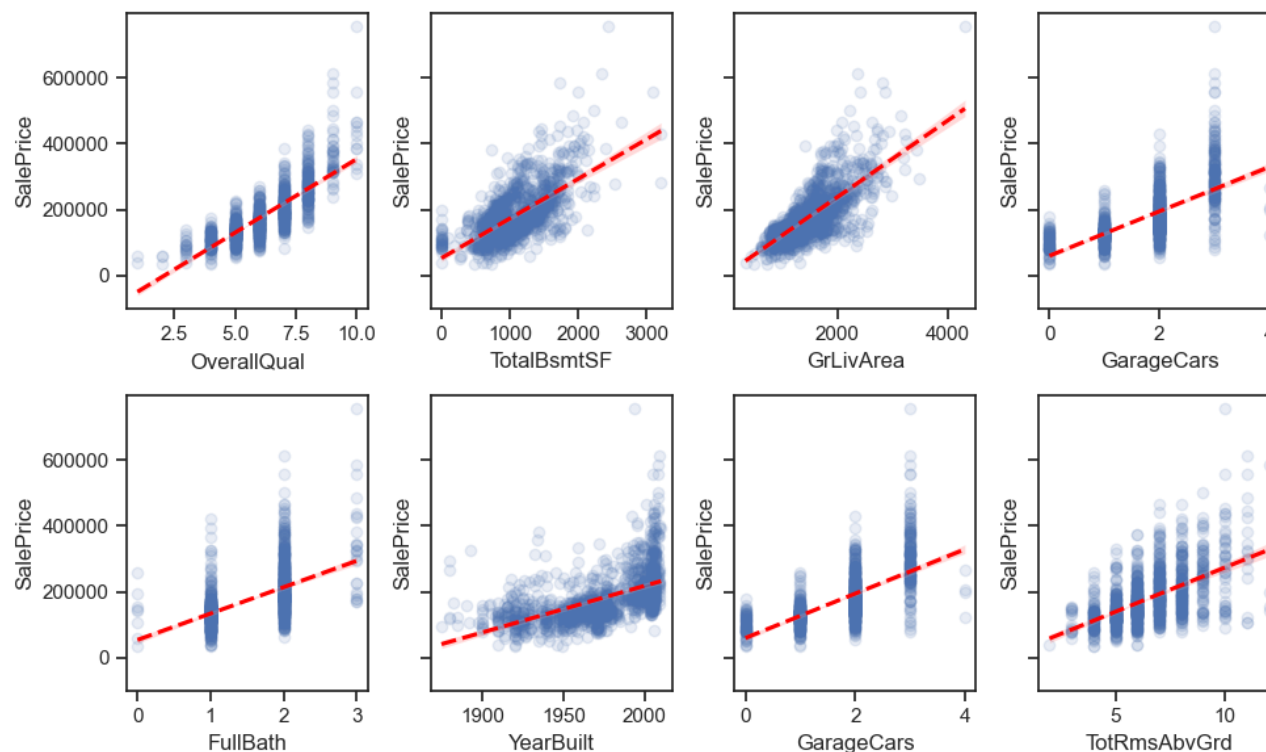 SalePrice
600000
400000
200000
0
2.5 5.0 7.5 10.0
OverallQual
SalePrice
0 1000 2000 3000
TotalBsmtSF
SalePrice
2000 4000
GrLivArea
SalePrice
0 2 4
GarageCars
SalePrice
600000
400000
200000
0
0 1 2 3
FullBath
SalePrice
1900 1950 2000
YearBuilt
SalePrice
0 2 4
GarageCars
SalePrice
5 10
TotRmsAbvGrd